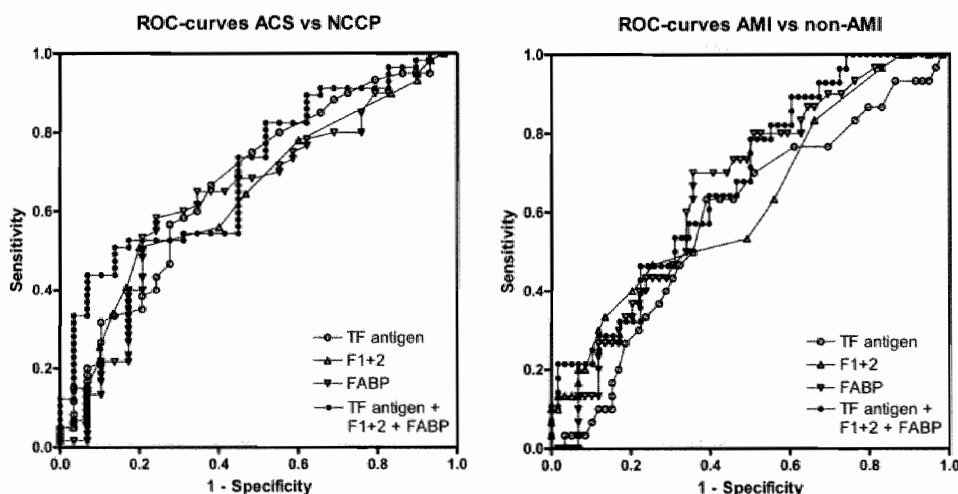 ROC-curves ACS vs NCCP
1.0
0.8
0.6
0.4
0.2
0.0
Sensitivity
TF antigen
F1+2
FABP
TF antigen +
F1+2 + FABP
0.0 0.2 0.4 0.6 0.8 1.0
1 - Specificity
ROC-curves AMI vs non-AMI
1.0
0.8
0.6
0.4
0.2
0.0
Sensitivity
TF antigen
F1+2
FABP
TF antigen +
F1+2 + FABP
0.0 0.2 0.4 0.6 0.8 1.0
1 - Specificity